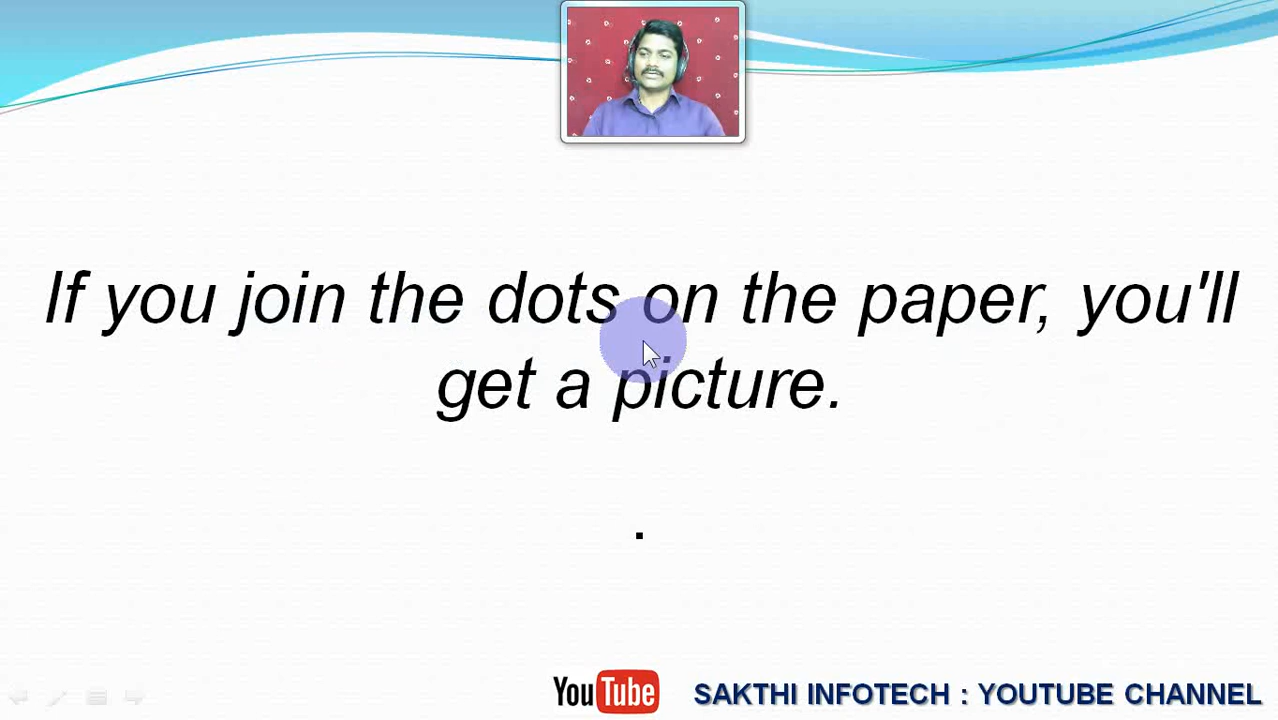 If you join the dots on the paper, you'll
get a picture.
.
YouTube SAKTHI INFOTECH : YOUTUBE CHANNEL